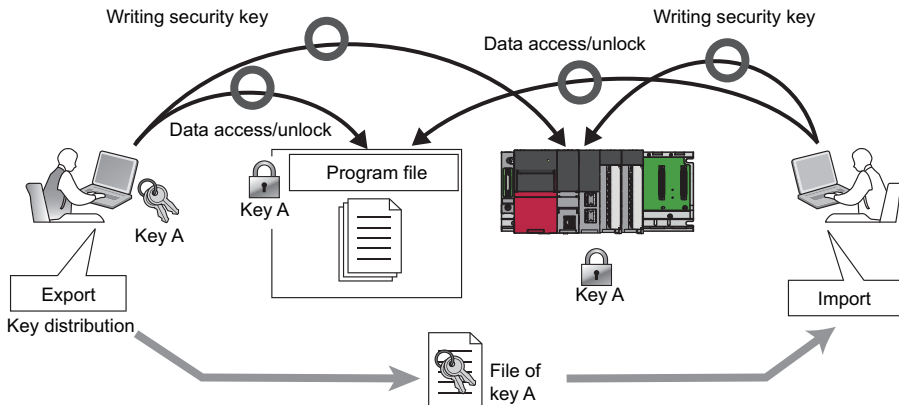 Writing security key
Writing security key
Data access/unlock
Data access/unlock
Program file
Key A
Key A
Key A
Export
Import
Key distribution
File of
key A